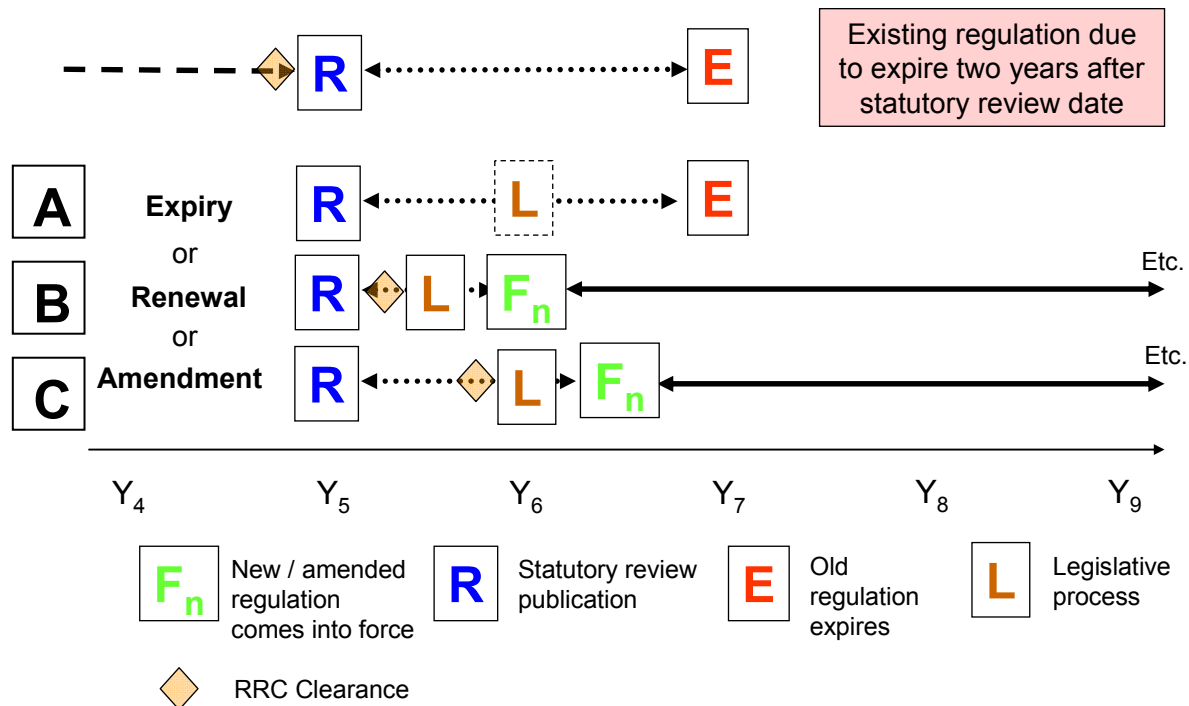 R
E
Existing regulation due
to expire two years after
statutory review date
A
Expiry
R
L
E
or
B
Renewal
R
L
Fn
Etc.
or
C
Amendment
R
L
Fn
Etc.
Y4 Y5 Y6 Y7 Y8 Y9
Fn
New / amended
regulation
comes into force
R
Statutory review
publication
E
Old
regulation
expires
L
Legislative
process
RRC Clearance